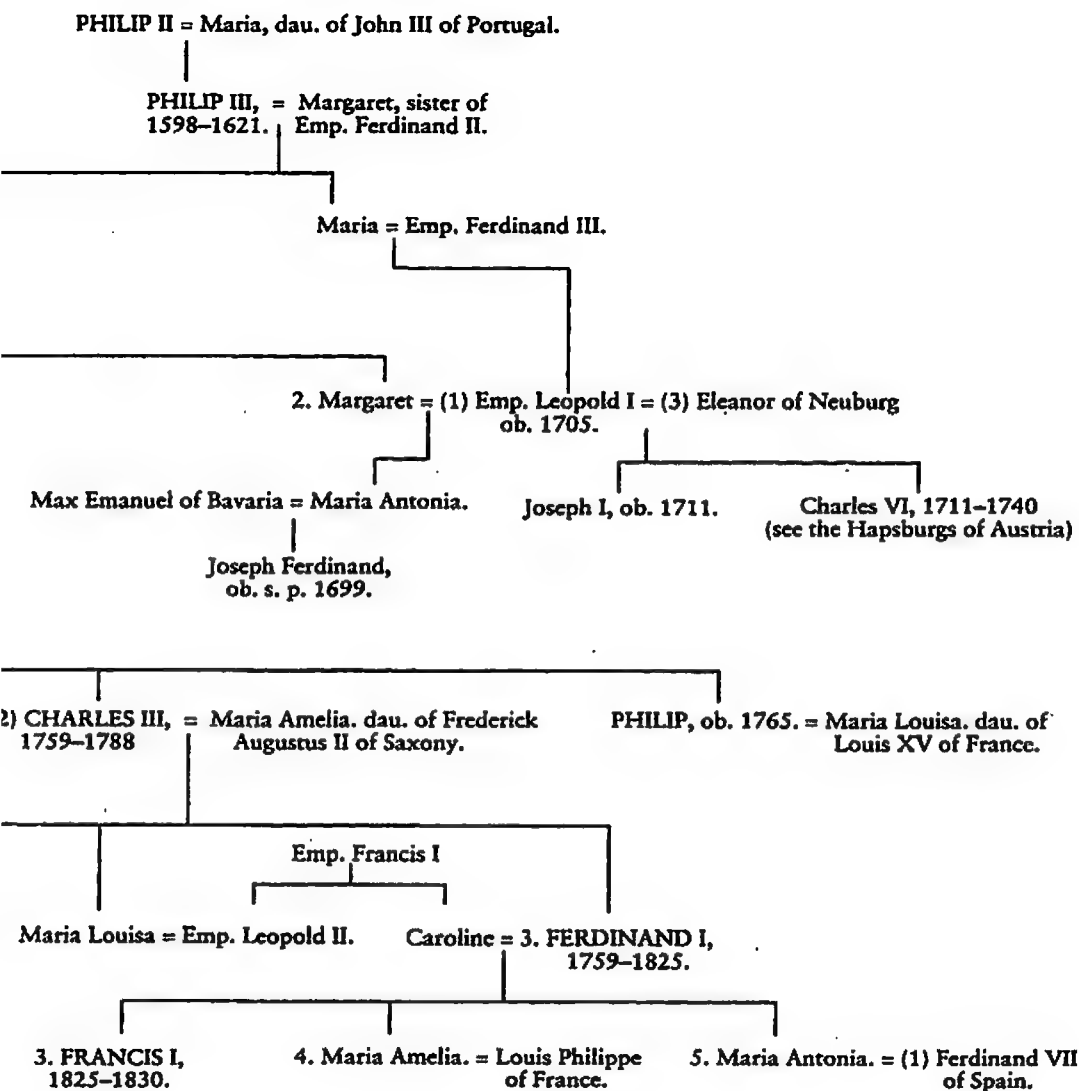 PHILIP II = Maria, dau. of John III of Portugal.
PHILIP III, = Margaret, sister of
1598–1621. Emp. Ferdinand II.
Maria = Emp. Ferdinand III.
2. Margaret = (1) Emp. Leopold I = (3) Eleanor of Neuburg
ob. 1705.
Max Emanuel of Bavaria = Maria Antonia.
Joseph I, ob. 1711.
Charles VI, 1711–1740
(see the Hapsburgs of Austria)
Joseph Ferdinand,
ob. s. p. 1699.
2) CHARLES III, = Maria Amelia. dau. of Frederick
1759–1788 Augustus II of Saxony.
PHILIP, ob. 1765. = Maria Louisa. dau. of
Louis XV of France.
Emp. Francis I
Maria Louisa = Emp. Leopold II.
Caroline = 3. FERDINAND I,
1759–1825.
3. FRANCIS I,
1825–1830.
4. Maria Amelia. = Louis Philippe
of France.
5. Maria Antonia. = (1) Ferdinand VII
of Spain.